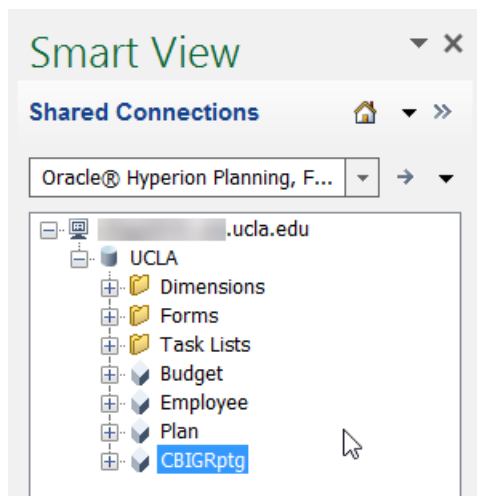 Smart View
Shared Connections
Oracle® Hyperion Planning, F...
.ucla.edu
UCLA
Dimensions
Forms
Task Lists
Budget
Employee
Plan
CBIGRptg